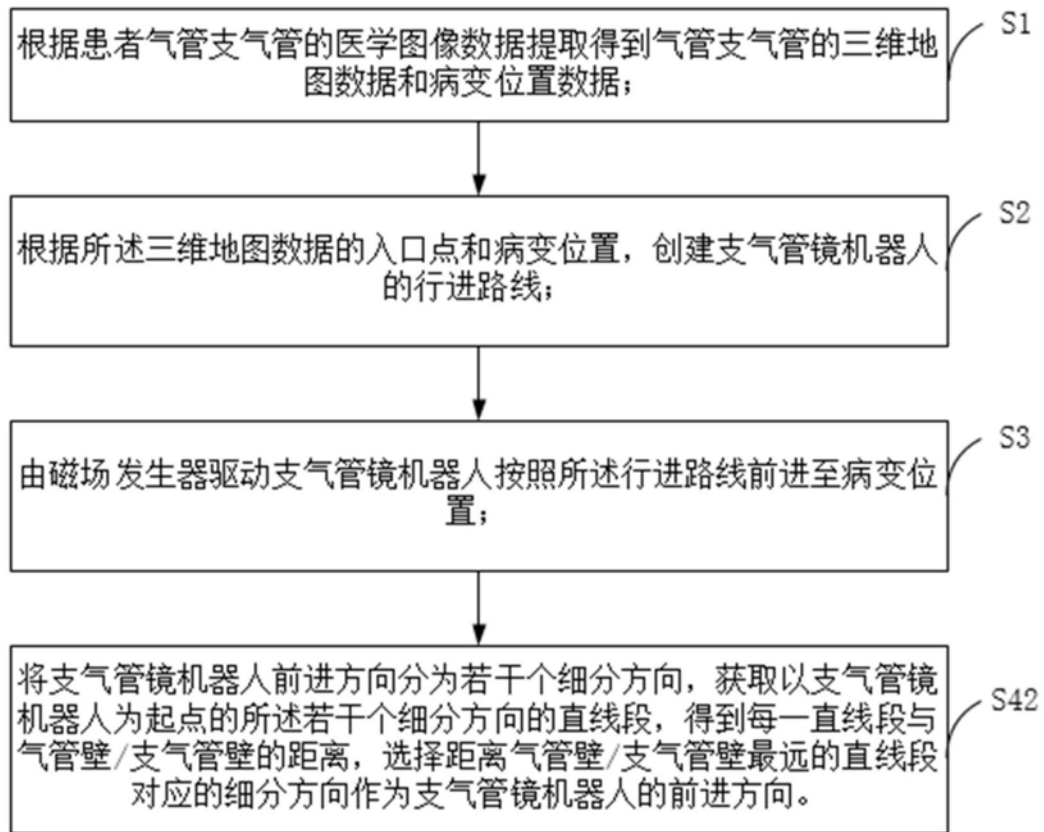 根据患者气管支气管的医学图像数据提取得到气管支气管的三维地
图数据和病变位置数据；
S1
根据所述三维地图数据的入口点和病变位置，创建支气管镜机器人
的行进路线；
S2
由磁场发生器驱动支气管镜机器人按照所述行进路线前进至病变位
置；
S3
将支气管镜机器人前进方向分为若干个细分方向，获取以支气管镜
机器人为起点的所述若干个细分方向的直线段，得到每一直线段与
气管壁/支气管壁的距离，选择距离气管壁/支气管壁最远的直线段
对应的细分方向作为支气管镜机器人的前进方向。
S42